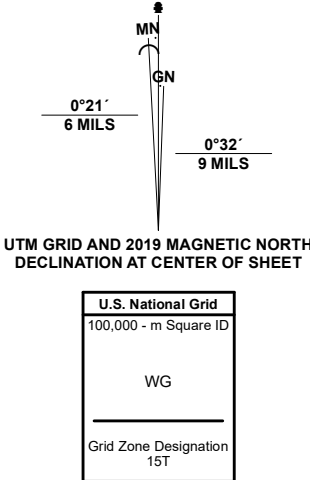 MN
GN
0°21´
6 MILS
0°32´
9 MILS
UTM GRID AND 2019 MAGNETIC NORTH
DECLINATION AT CENTER OF SHEET
U.S. National Grid
100,000 - m Square ID
WG
Grid Zone Designation
15T